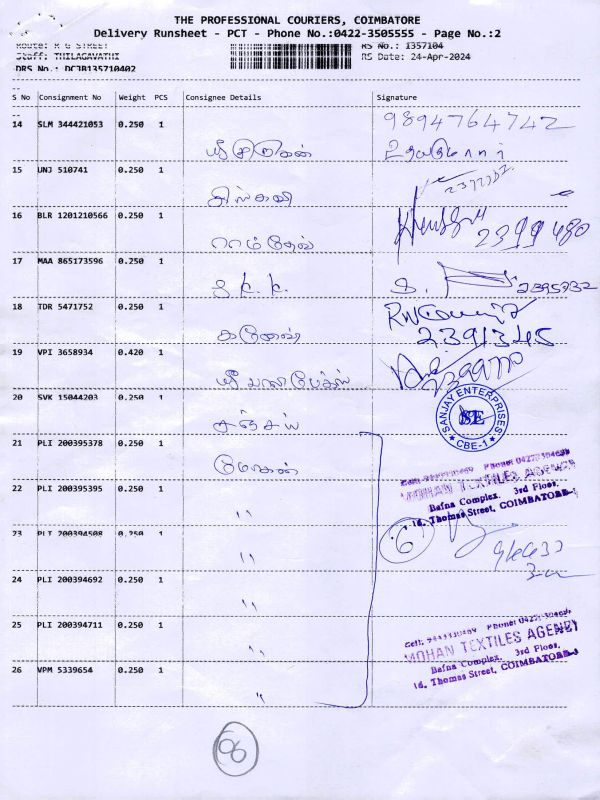 THE PROFESSIONAL COURIERS, COIMBATORE
Delivery Runsheet - PCT - Phone No.:0422-3505555 - Page No.:2
Route: R G STREET
Staff: THILAGAVATHI
DRS No.: DCJB135710402
RS No.: 1357104
RS Date: 24-Apr-2024
S No Consignment No Weight PCS Consignee Details Signature
14 SLM 344421053 0.250 1 ஸ்ரீ முருகன் 9894764742
15 UNJ 510741 0.250 1
16 BLR 1201210566 0.250 1 ராம்தேவ் 2399480
17 MAA 865173596 0.250 1 S.K.K. 2395732
18 TDR 5471752 0.250 1 கணேஷ் 2391345
19 VPI 3658934 0.420 1
20 SVK 15044203 0.250 1 சஞ்சய் SANJAY ENTERPRISES SE CBE-1
21 PLI 200395378 0.250 1 மோகன்
MOHAN TEXTILES AGENCY
Bafna Complex, 3rd Floor,
16, Thomas Street, COIMBATORE-1
22 PLI 200395395 0.250 1 "
23 PLI 200394508 0.250 1 " 6
24 PLI 200394692 0.250 1 "
25 PLI 200394711 0.250 1 "
MOHAN TEXTILES AGENCY
Bafna Complex, 3rd Floor,
16, Thomas Street, COIMBATORE-1
26 VPM 5339654 0.250 1 "